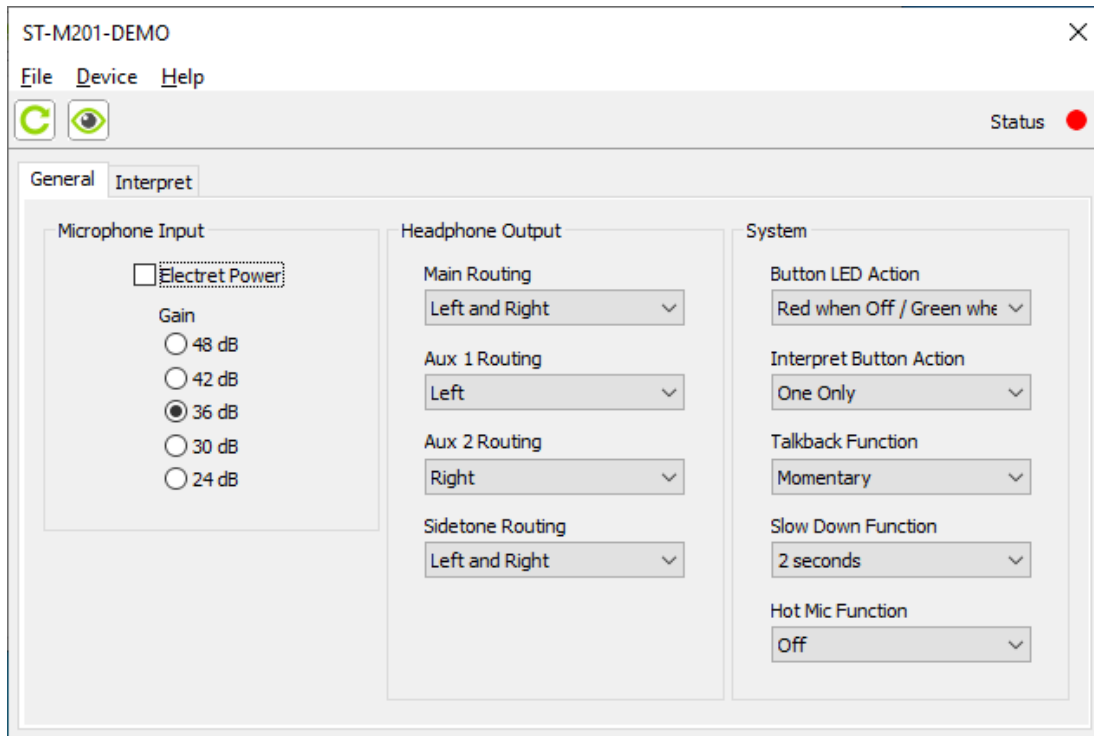 ST-M201-DEMO
File Device Help
Status
General Interpret
Microphone Input
Electret Power
Gain
48 dB
42 dB
36 dB
30 dB
24 dB
Headphone Output
Main Routing
Left and Right
Aux 1 Routing
Left
Aux 2 Routing
Right
Sidetone Routing
Left and Right
System
Button LED Action
Red when Off / Green whe
Interpret Button Action
One Only
Talkback Function
Momentary
Slow Down Function
2 seconds
Hot Mic Function
Off